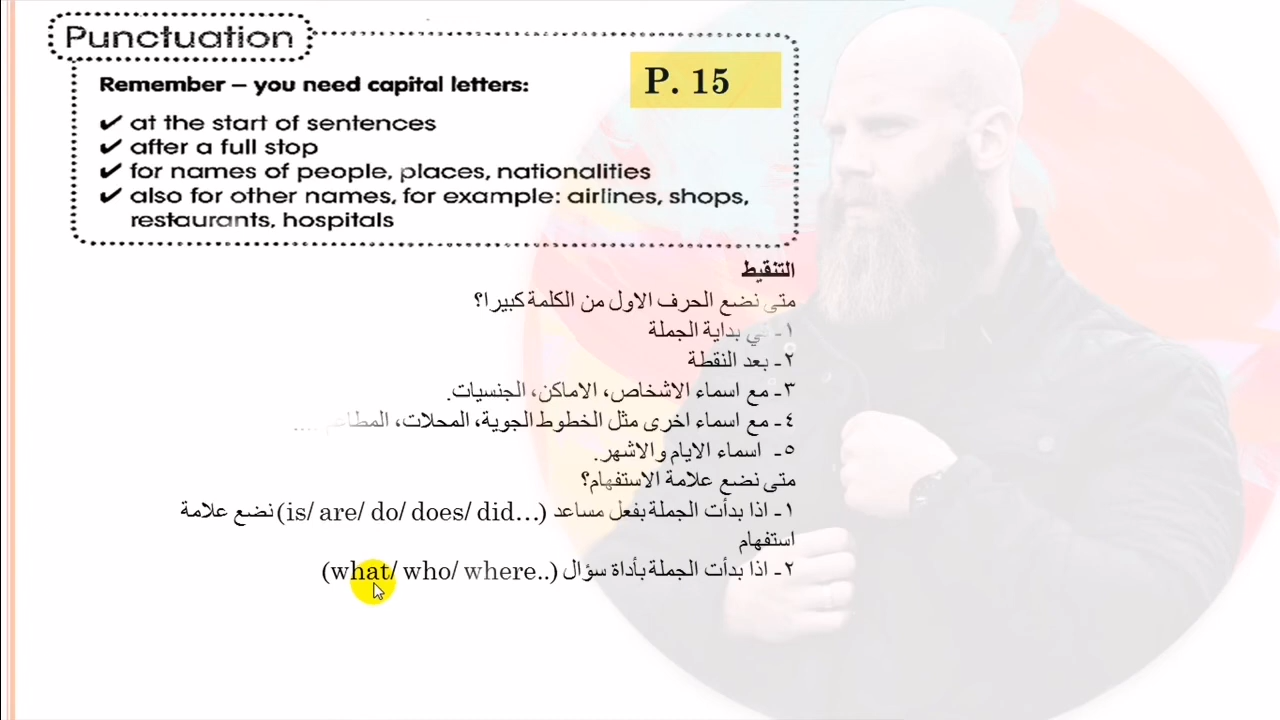 Punctuation
P. 15
Remember – you need capital letters:
✔ at the start of sentences
✔ after a full stop
✔ for names of people, places, nationalities
✔ also for other names, for example: airlines, shops,
restaurants, hospitals
التنقيط
متى نضع الحرف الاول من الكلمة كبيرا؟
١- في بداية الجملة
٢- بعد النقطة
٣- مع اسماء الاشخاص، الاماكن، الجنسيات.
٤- مع اسماء اخرى مثل الخطوط الجوية، المحلات، المطاعم ....
٥- اسماء الايام والاشهر.
متى نضع علامة الاستفهام؟
١- اذا بدأت الجملة بفعل مساعد (is/ are/ do/ does/ did…) نضع علامة
استفهام
٢- اذا بدأت الجملة بأداة سؤال (what/ who/ where..)